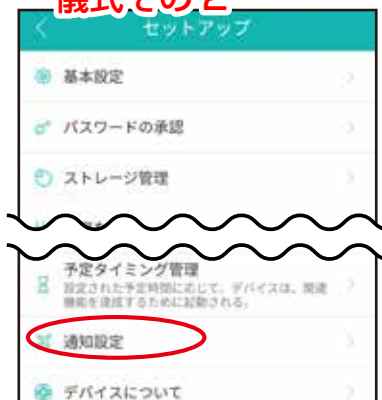 儀式その2
セットアップ
基本設定
パスワードの承認
ストレージ管理
予定タイミング管理
設定された予定時間に応じて、デバイスは、関連
機能を達成するために起動される。
通知設定
デバイスについて